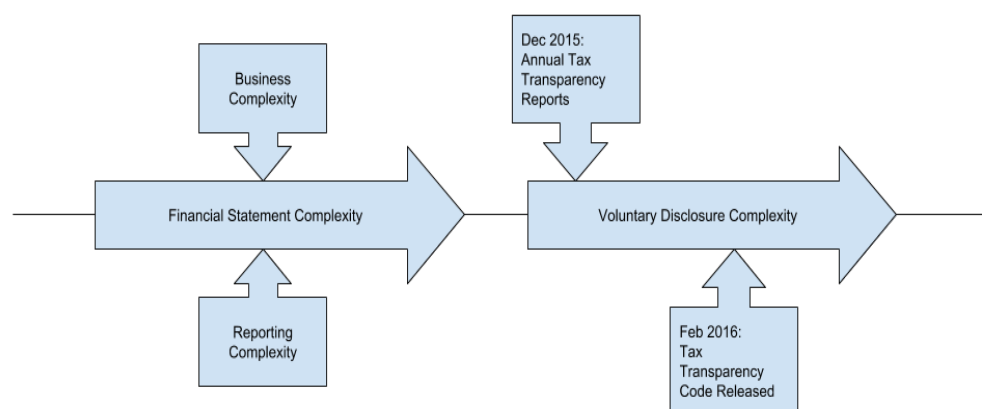 Business
Complexity
Dec 2015:
Annual Tax
Transparency
Reports
Financial Statement Complexity
Voluntary Disclosure Complexity
Reporting
Complexity
Feb 2016:
Tax
Transparency
Code Released